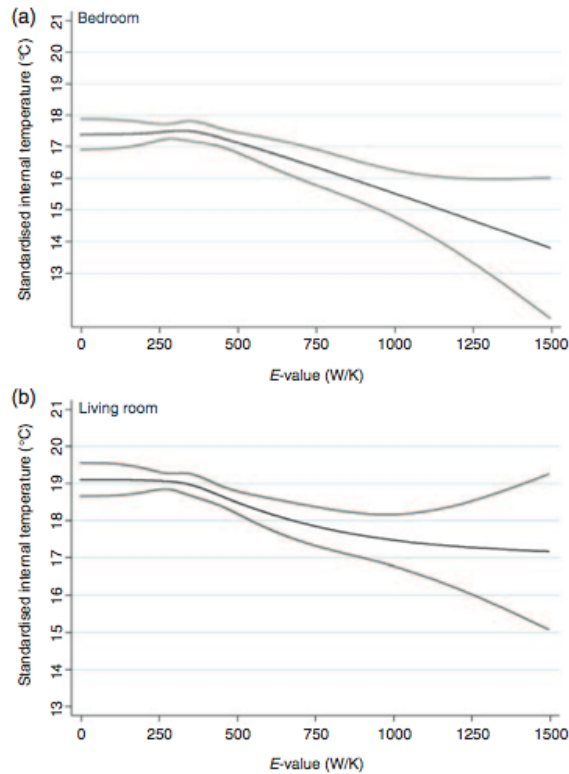 (a)
Bedroom
Standardised internal temperature (°C)
21
20
19
18
17
16
15
14
13
0 250 500 750 1000 1250 1500
E-value (W/K)
(b)
Living room
Standardised internal temperature (°C)
21
20
19
18
17
16
15
14
13
0 250 500 750 1000 1250 1500
E-value (W/K)